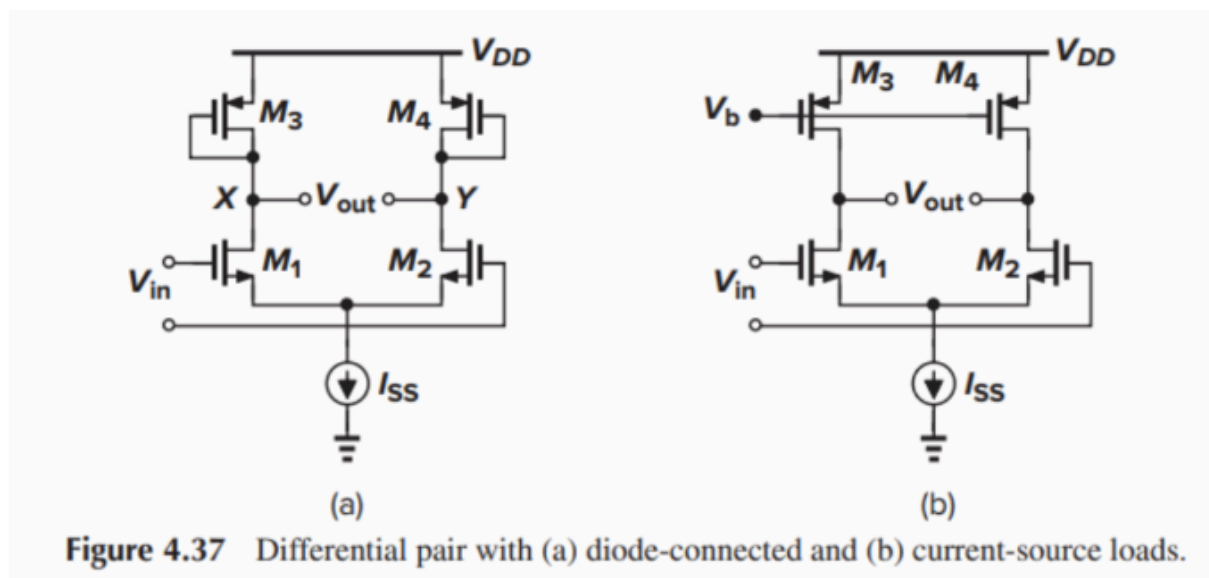 V_DD V_DD
M_3 M_4 M_3 M_4
V_b
X V_out Y V_out
M_1 M_2 M_1 M_2
V_in V_in
I_SS I_SS
(a) (b)
Figure 4.37 Differential pair with (a) diode-connected and (b) current-source loads.